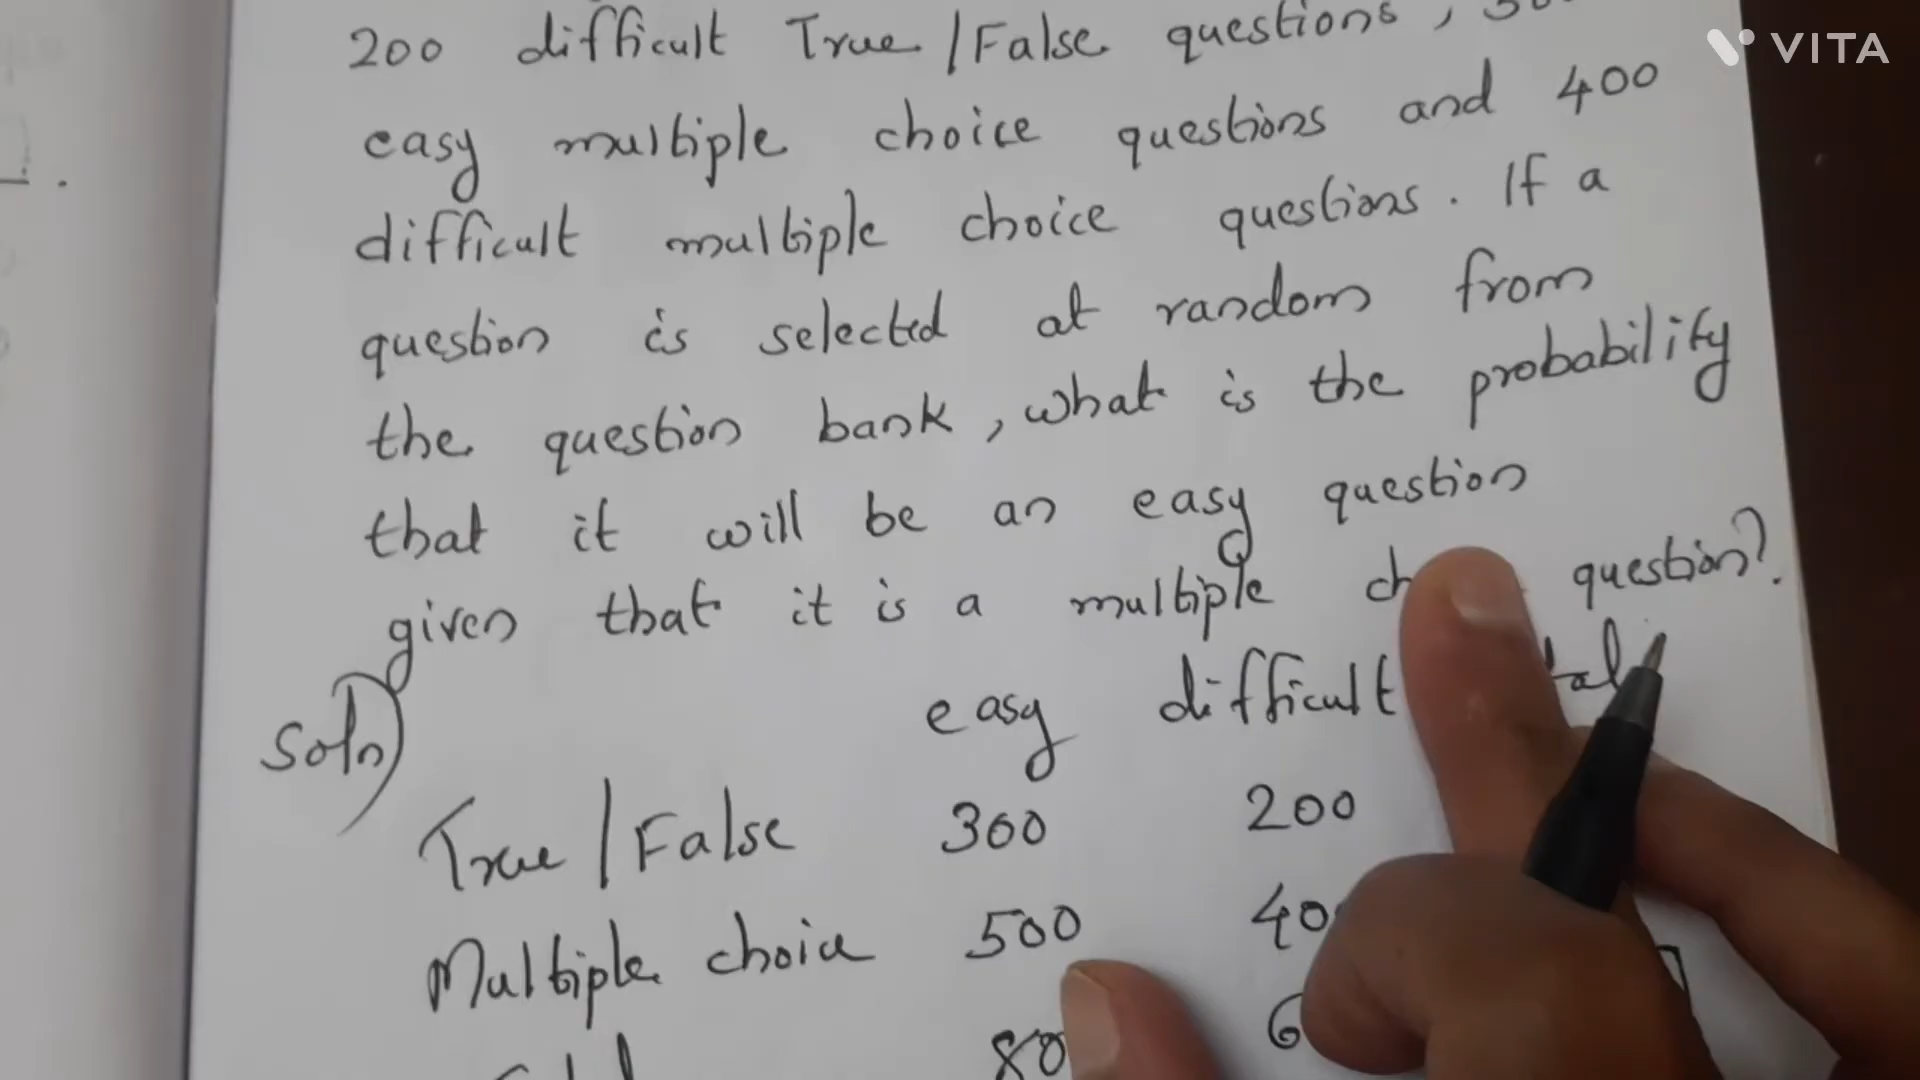 200 difficult True/False questions,
easy multiple choice questions and 400
difficult multiple choice questions. If a
question is selected at random from
the question bank, what is the probability
that it will be an easy question
given that it is a multiple question?
Soln)
easy difficult
True/False 300 200
Multiple choice 500
VITA